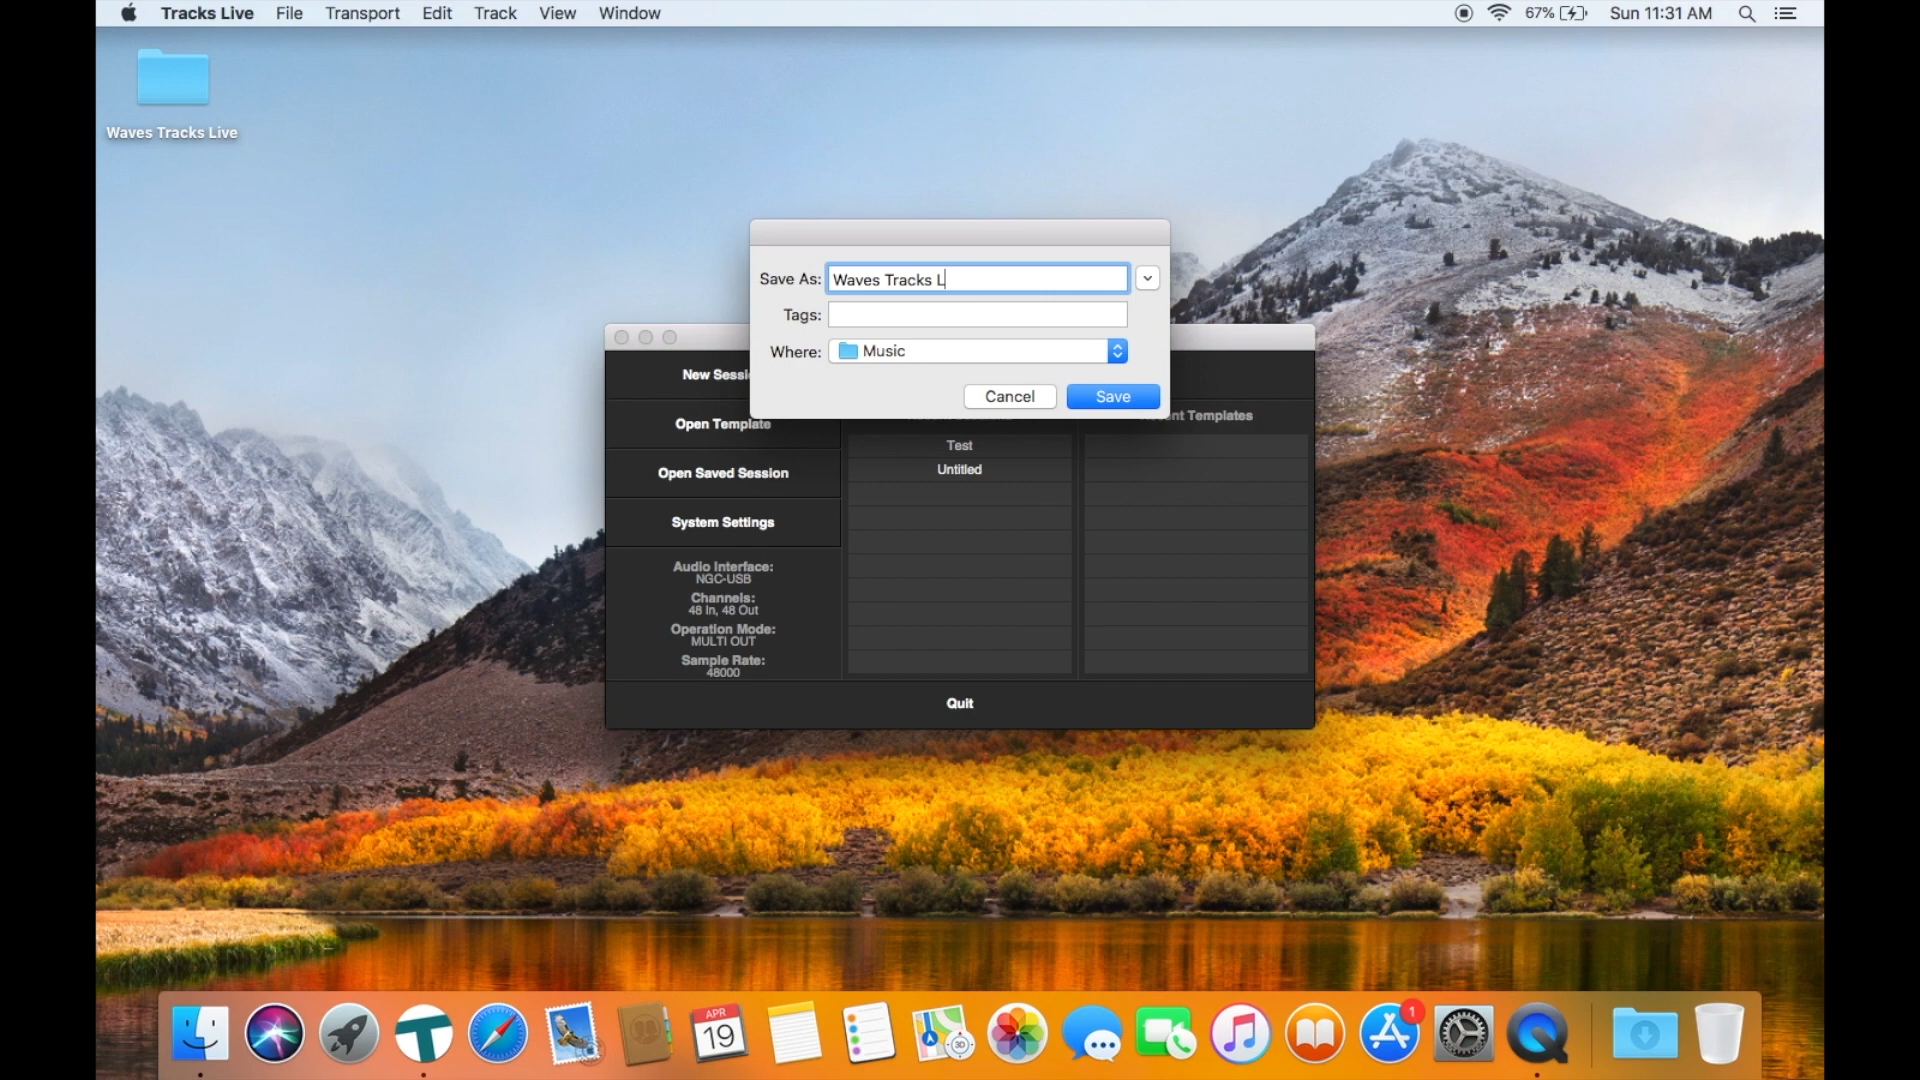 Tracks Live File Transport Edit Track View Window 67% Sun 11:31 AM
Waves Tracks Live
Save As: Waves Tracks L
Tags:
Where: Music
Cancel Save
New Sessi
Open Template
Open Saved Session
System Settings
Audio Interface:
NGC-USB
Channels:
48 In, 48 Out
Operation Mode:
MULTI OUT
Sample Rate:
48000
nt Templates
Test
Untitled
Quit
APR
19
3D
1